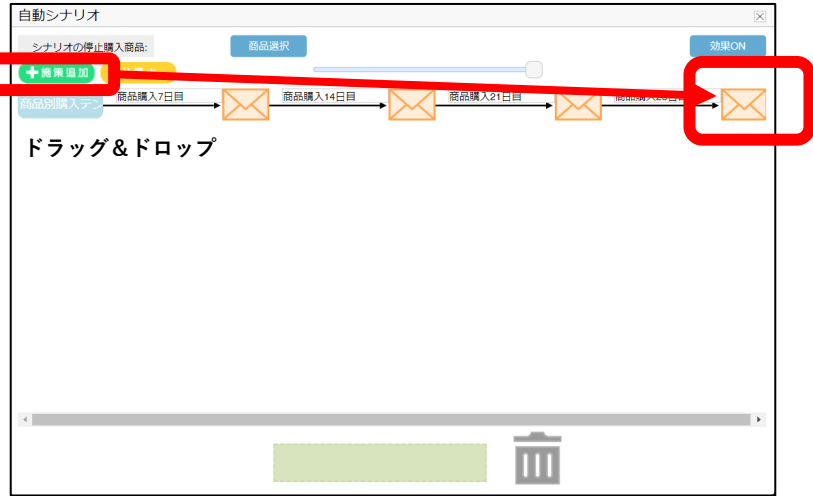 自動シナリオ
シナリオの停止購入商品:
商品選択
効果ON
施策追加
商品別購入テン
商品購入7日目
商品購入14日目
商品購入21日目
ドラッグ＆ドロップ